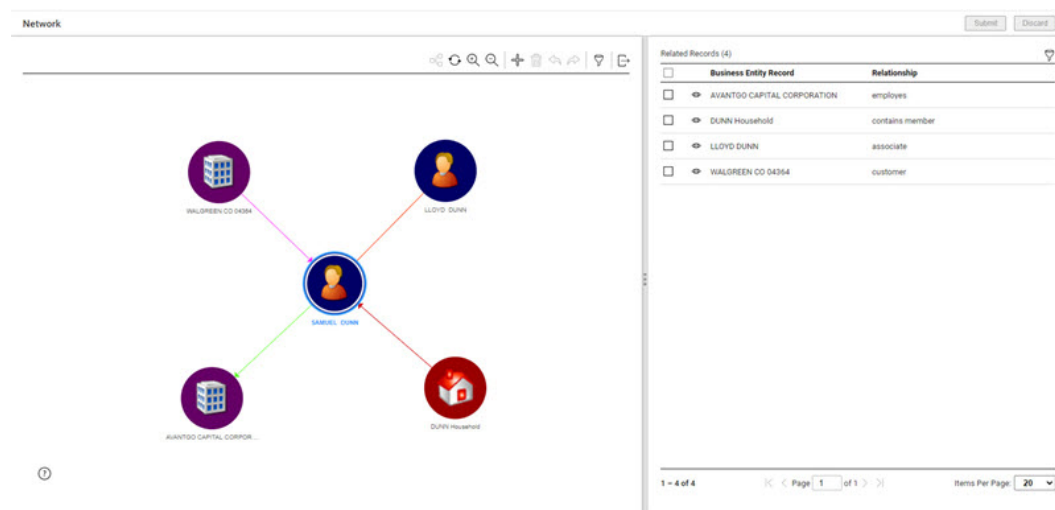 Network
Submit
Discard
WALGREEN CO 04364
LLOYD DUNN
SAMUEL DUNN
AVANTGO CAPITAL CORPOR...
DUNN Household
?
Related Records (4)
Business Entity Record Relationship
AVANTGO CAPITAL CORPORATION employes
DUNN Household contains member
LLOYD DUNN associate
WALGREEN CO 04364 customer
1 – 4 of 4 Page 1 of 1 Items Per Page: 20